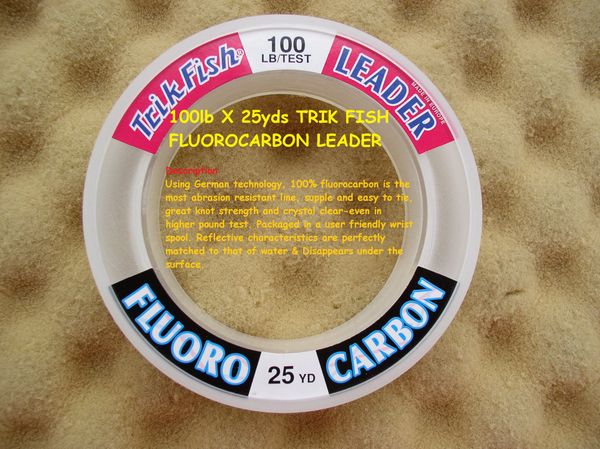 100
LB/TEST
TrikFish®
LEADER
MADE IN EUROPE
100lb X 25yds TRIK FISH
FLUOROCARBON LEADER
Description
Using German technology, 100% fluorocarbon is the
most abrasion resistant line, supple and easy to tie,
great knot strength and crystal clear-even in
higher pound test. Packaged in a user friendly wrist
spool. Reflective characteristics are perfectly
matched to that of water & Disappears under the
surface.
FLUORO
CARBON
25 YD